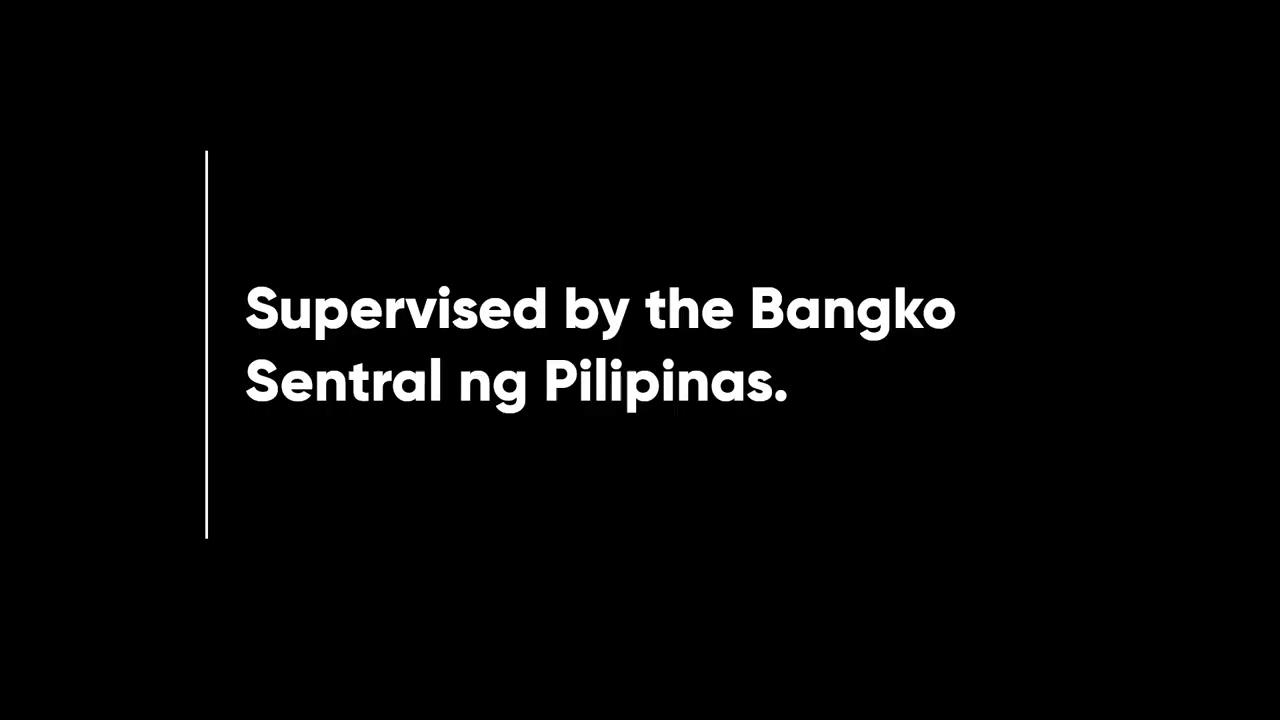 Supervised by the Bangko
Sentral ng Pilipinas.